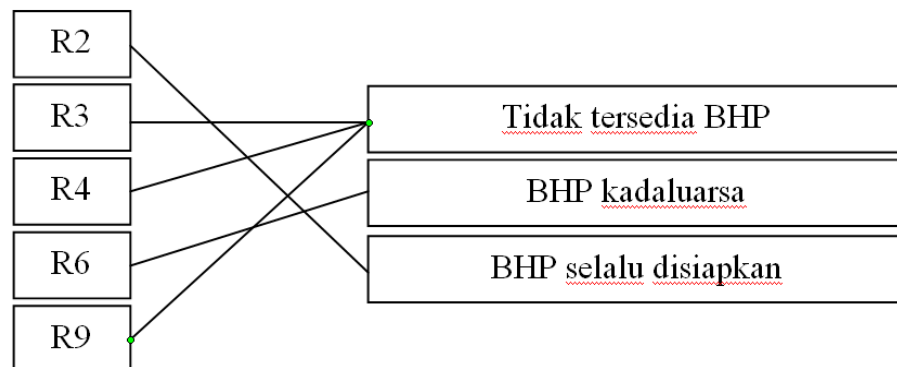 R2
R3
R4
R6
R9
Tidak tersedia BHP
BHP kadaluarsa
BHP selalu disiapkan